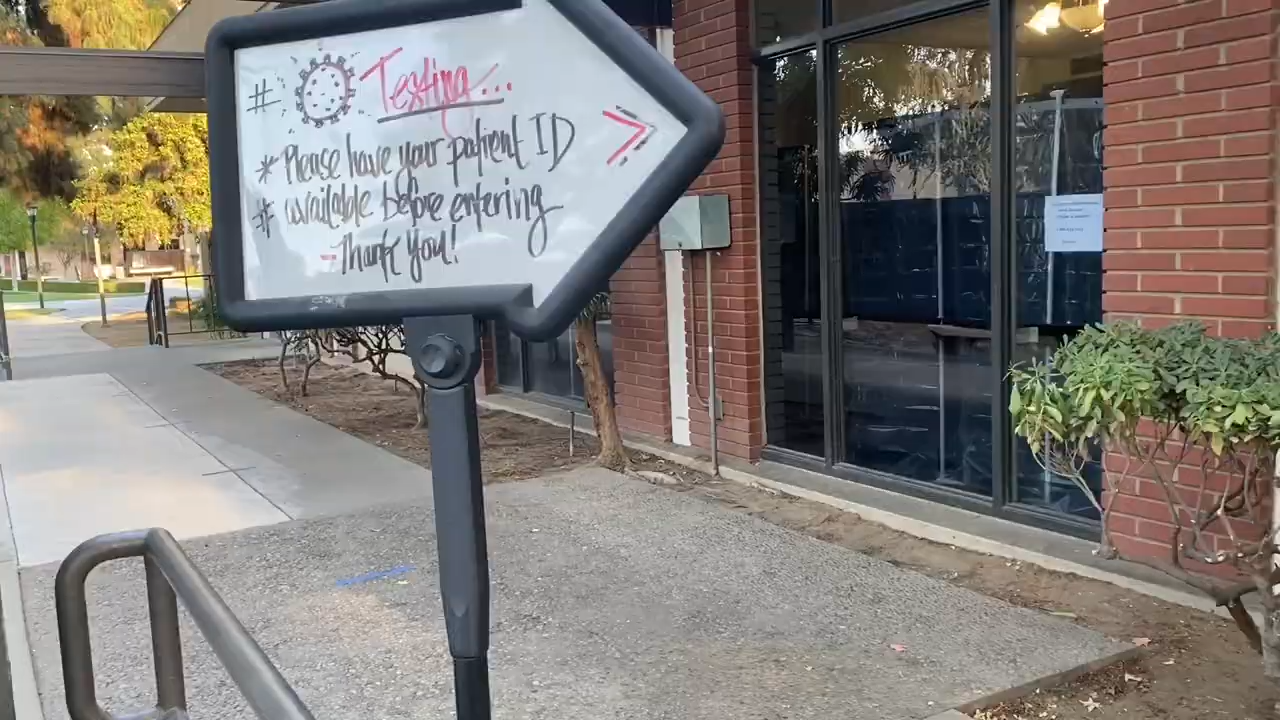 # Testing...
* Please have your patient ID
# available before entering
- Thank You!